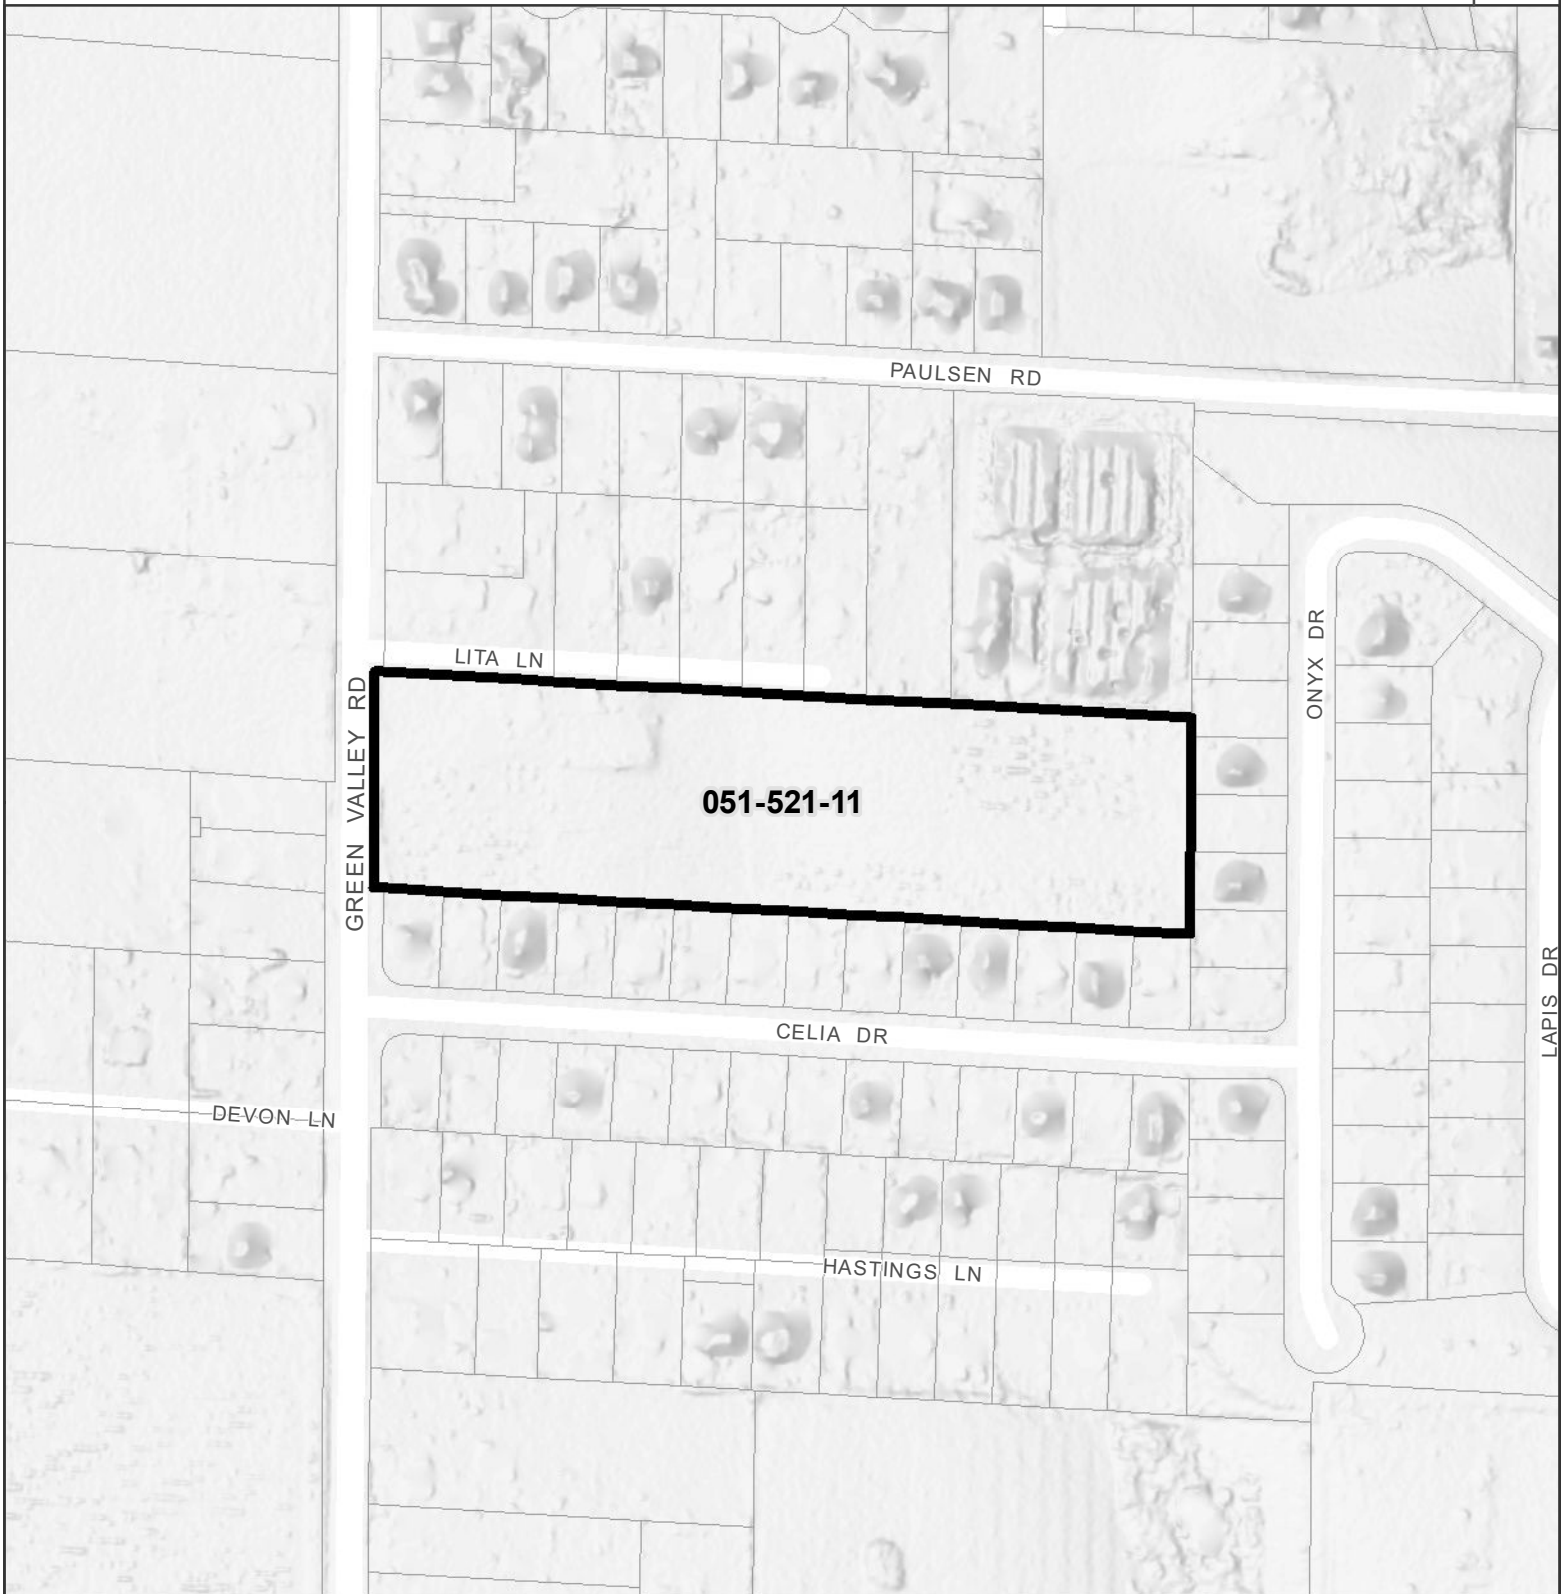 PAULSEN RD
LITA LN
ONYX DR
GREEN VALLEY RD
051-521-11
LAPIS DR
CELIA DR
DEVON LN
HASTINGS LN